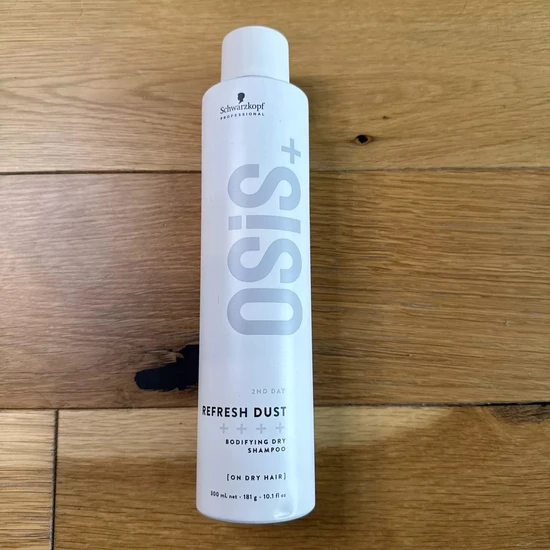 Schwarzkopf
PROFESSIONAL
OSiS+
2ND DAY
REFRESH DUST
++++
BODIFYING DRY
SHAMPOO
[ON DRY HAIR]
300 mL net · 181 g · 10.1 fl oz